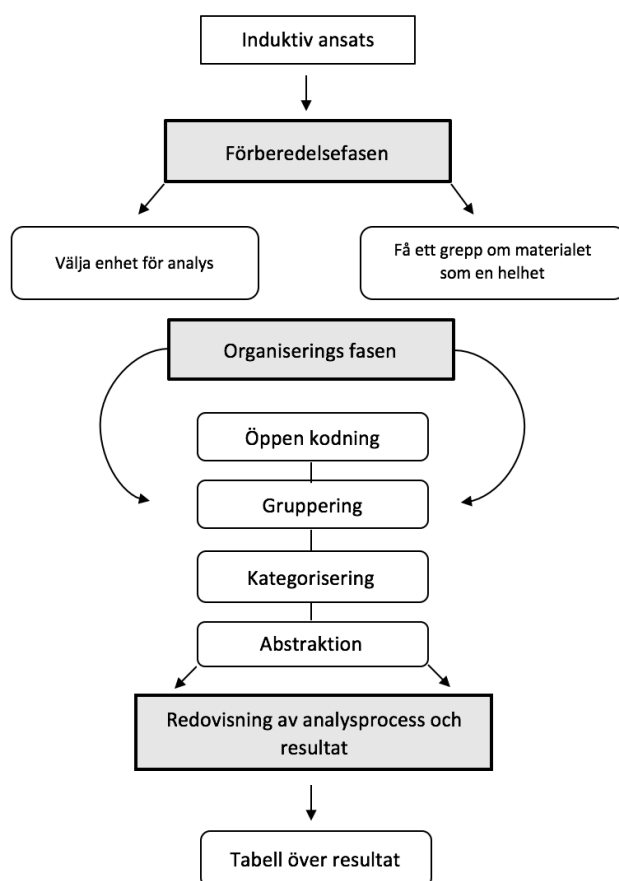 Induktiv ansats
Förberedelsefasen
Välja enhet för analys
Få ett grepp om materialet
som en helhet
Organiserings fasen
Öppen kodning
Gruppering
Kategorisering
Abstraktion
Redovisning av analysprocess och
resultat
Tabell över resultat